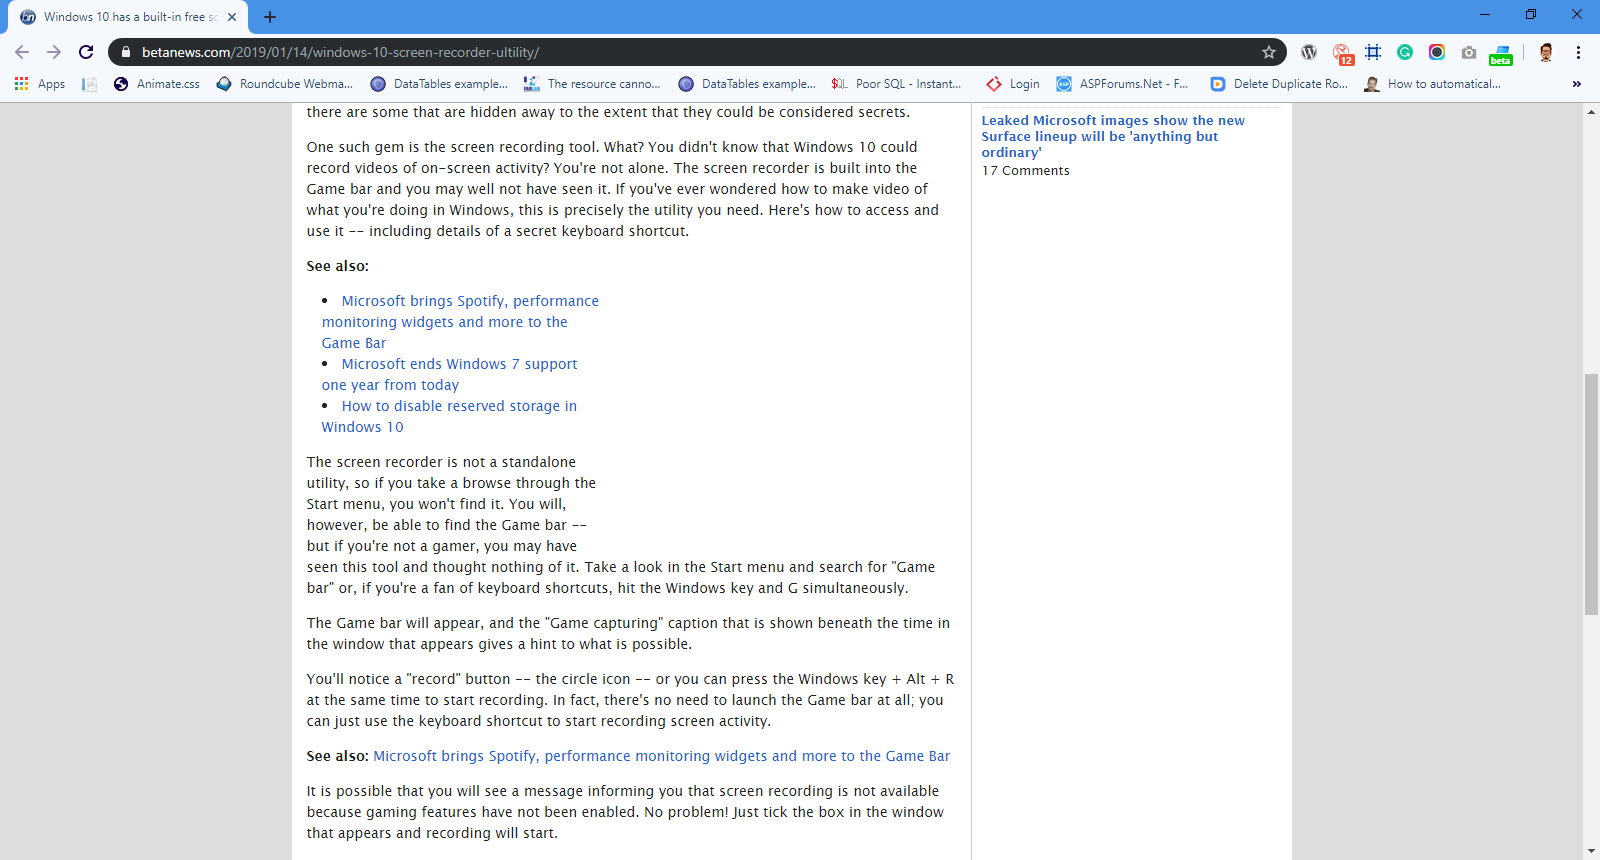 Windows 10 has a built-in free sc
betanews.com/2019/01/14/windows-10-screen-recorder-ultility/
12
beta
Apps
Animate.css
Roundcube Webma...
DataTables example...
The resource canno...
DataTables example...
Poor SQL - Instant...
Login
ASPForums.Net - F...
Delete Duplicate Ro...
How to automatical...
there are some that are hidden away to the extent that they could be considered secrets.
One such gem is the screen recording tool. What? You didn't know that Windows 10 could
record videos of on-screen activity? You're not alone. The screen recorder is built into the
Game bar and you may well not have seen it. If you've ever wondered how to make video of
what you're doing in Windows, this is precisely the utility you need. Here's how to access and
use it -- including details of a secret keyboard shortcut.
See also:
Microsoft brings Spotify, performance
monitoring widgets and more to the
Game Bar
Microsoft ends Windows 7 support
one year from today
How to disable reserved storage in
Windows 10
The screen recorder is not a standalone
utility, so if you take a browse through the
Start menu, you won't find it. You will,
however, be able to find the Game bar --
but if you're not a gamer, you may have
seen this tool and thought nothing of it. Take a look in the Start menu and search for "Game
bar" or, if you're a fan of keyboard shortcuts, hit the Windows key and G simultaneously.
The Game bar will appear, and the "Game capturing" caption that is shown beneath the time in
the window that appears gives a hint to what is possible.
You'll notice a "record" button -- the circle icon -- or you can press the Windows key + Alt + R
at the same time to start recording. In fact, there's no need to launch the Game bar at all; you
can just use the keyboard shortcut to start recording screen activity.
See also: Microsoft brings Spotify, performance monitoring widgets and more to the Game Bar
It is possible that you will see a message informing you that screen recording is not available
because gaming features have not been enabled. No problem! Just tick the box in the window
that appears and recording will start.
Leaked Microsoft images show the new
Surface lineup will be 'anything but
ordinary'
17 Comments